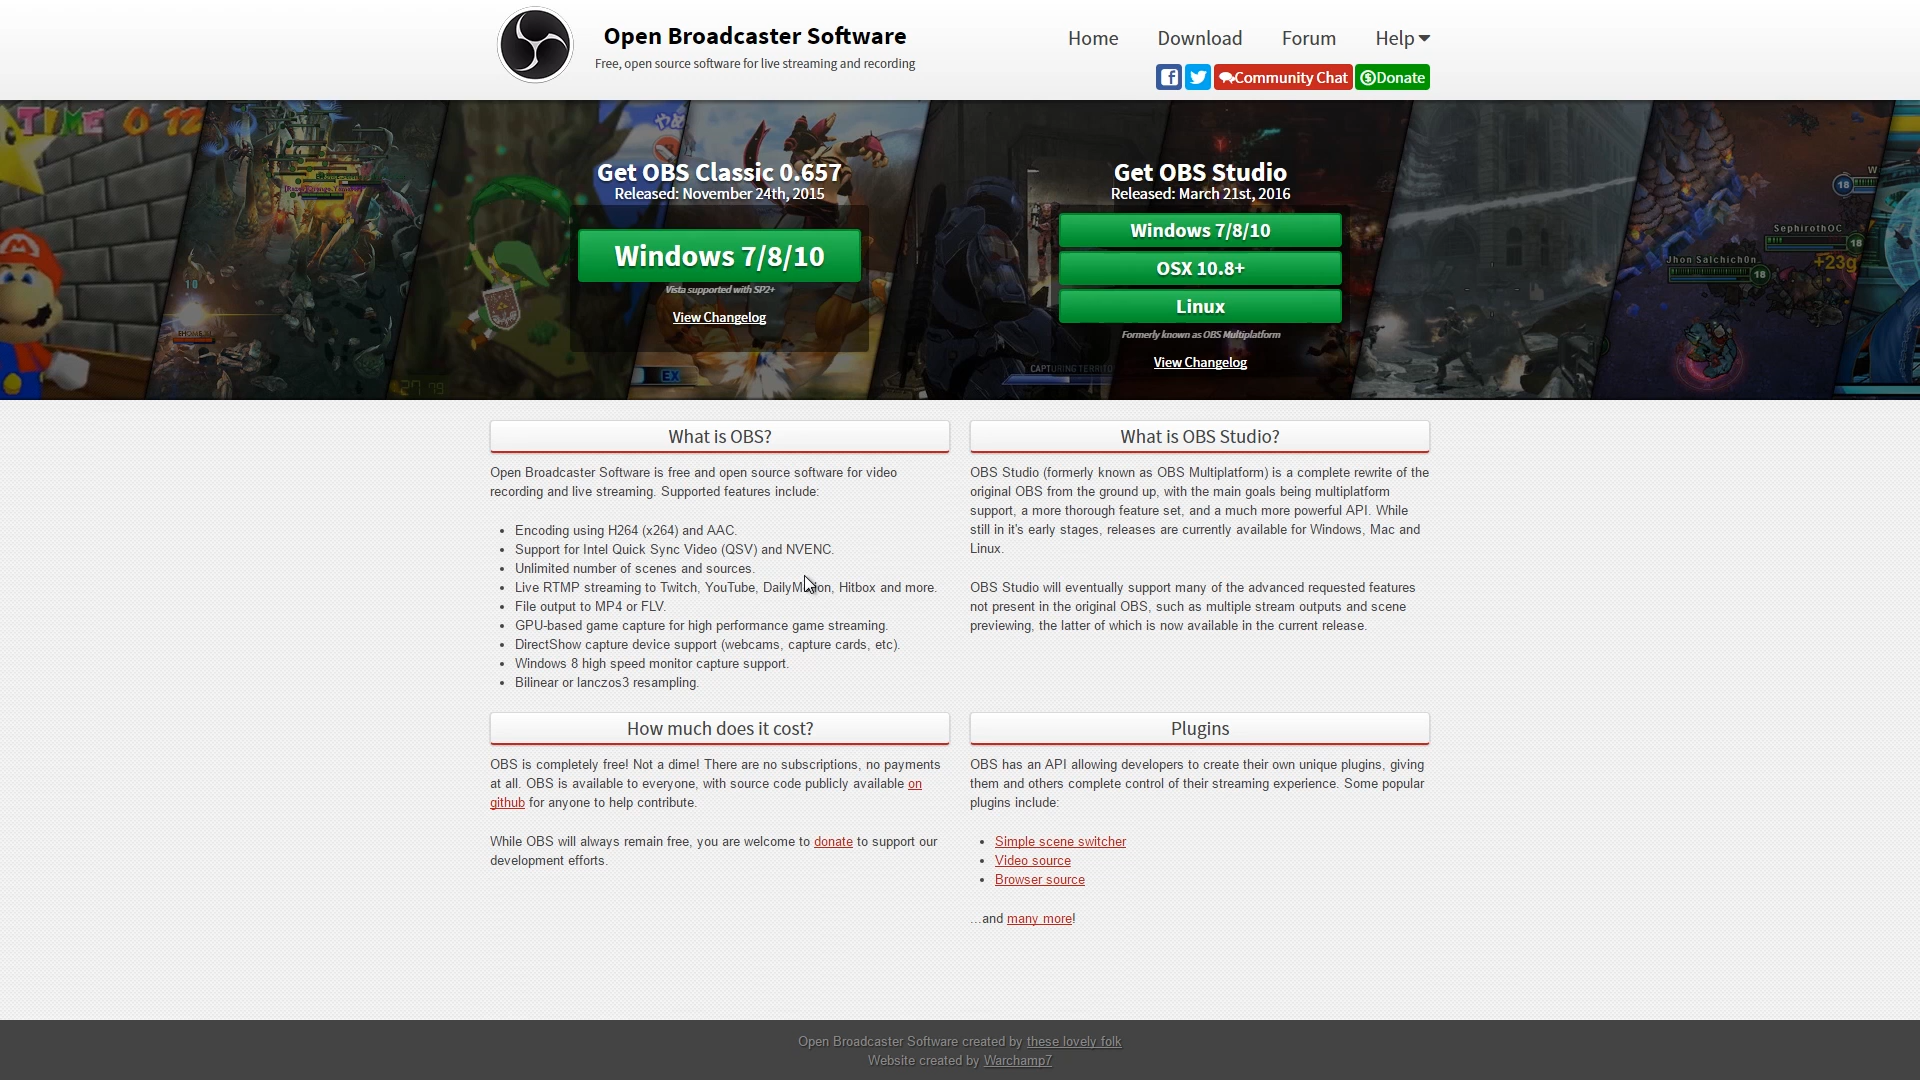 Open Broadcaster Software
Free, open source software for live streaming and recording
Home
Download
Forum
Help
Community Chat
Donate
TIME 0 72
Get OBS Classic 0.657
Released: November 24th, 2015
Windows 7/8/10
Vista supported with SP2+
View Changelog
EX
Get OBS Studio
Released: March 21st, 2016
Windows 7/8/10
OSX 10.8+
Linux
Formerly known as OBS Multiplatform
View Changelog
CAPTURING TERRITO
18
SephirothOC
18
Jhon Salchich0n
18
+23g
What is OBS?
Open Broadcaster Software is free and open source software for video
recording and live streaming. Supported features include:
• Encoding using H264 (x264) and AAC.
• Support for Intel Quick Sync Video (QSV) and NVENC.
• Unlimited number of scenes and sources.
• Live RTMP streaming to Twitch, YouTube, DailyMotion, Hitbox and more.
• File output to MP4 or FLV.
• GPU-based game capture for high performance game streaming.
• DirectShow capture device support (webcams, capture cards, etc).
• Windows 8 high speed monitor capture support.
• Bilinear or lanczos3 resampling.
What is OBS Studio?
OBS Studio (formerly known as OBS Multiplatform) is a complete rewrite of the
original OBS from the ground up, with the main goals being multiplatform
support, a more thorough feature set, and a much more powerful API. While
still in it's early stages, releases are currently available for Windows, Mac and
Linux.
OBS Studio will eventually support many of the advanced requested features
not present in the original OBS, such as multiple stream outputs and scene
previewing, the latter of which is now available in the current release.
How much does it cost?
OBS is completely free! Not a dime! There are no subscriptions, no payments
at all. OBS is available to everyone, with source code publicly available on
github for anyone to help contribute.
While OBS will always remain free, you are welcome to donate to support our
development efforts.
Plugins
OBS has an API allowing developers to create their own unique plugins, giving
them and others complete control of their streaming experience. Some popular
plugins include:
• Simple scene switcher
• Video source
• Browser source
...and many more!
Open Broadcaster Software created by these lovely folk
Website created by Warchamp7